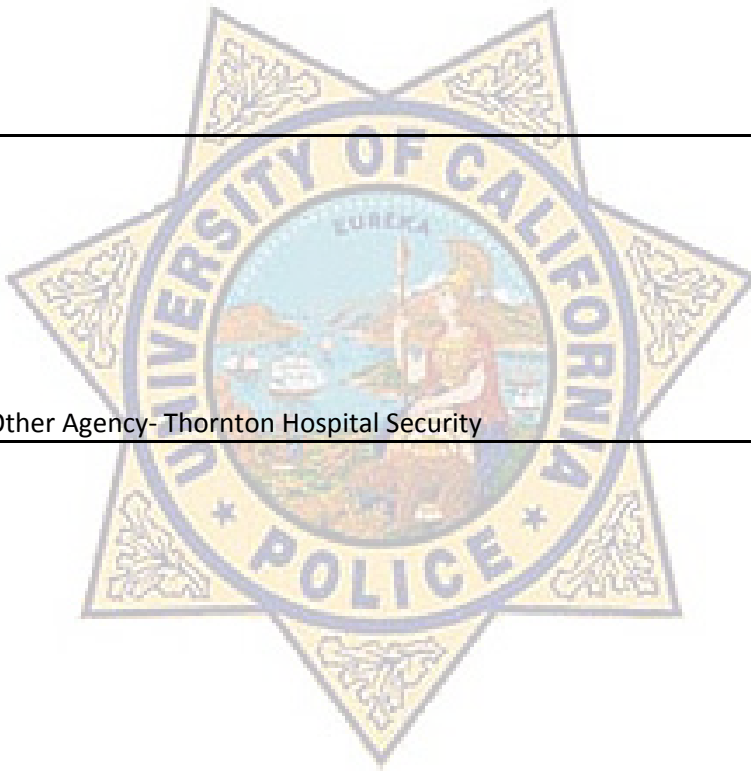 UNIVERSITY OF CALIFORNIA
EUREKA
Other Agency- Thornton Hospital Security
POLICE